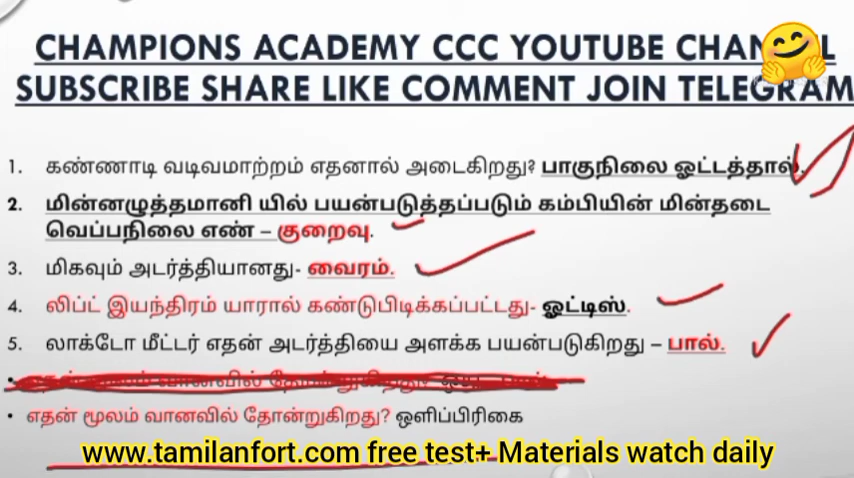 CHAMPIONS ACADEMY CCC YOUTUBE CHANNEL
SUBSCRIBE SHARE LIKE COMMENT JOIN TELEGRAM
1. கண்ணாடி வடிவமாற்றம் எதனால் அடைகிறது? பாகுநிலை ஓட்டத்தால்.
2. மின்னழுத்தமானி யில் பயன்படுத்தப்படும் கம்பியின் மின்தடை
வெப்பநிலை எண் – குறைவு.
3. மிகவும் அடர்த்தியானது- வைரம்.
4. லிப்ட் இயந்திரம் யாரால் கண்டுபிடிக்கப்பட்டது- ஓட்டிஸ்.
5. லாக்டோ மீட்டர் எதன் அடர்த்தியை அளக்க பயன்படுகிறது – பால்.
• எதன் மூலம் வானவில் தோன்றுகிறது? ஒளிப்பிரிகை
www.tamilanfort.com free test+ Materials watch daily